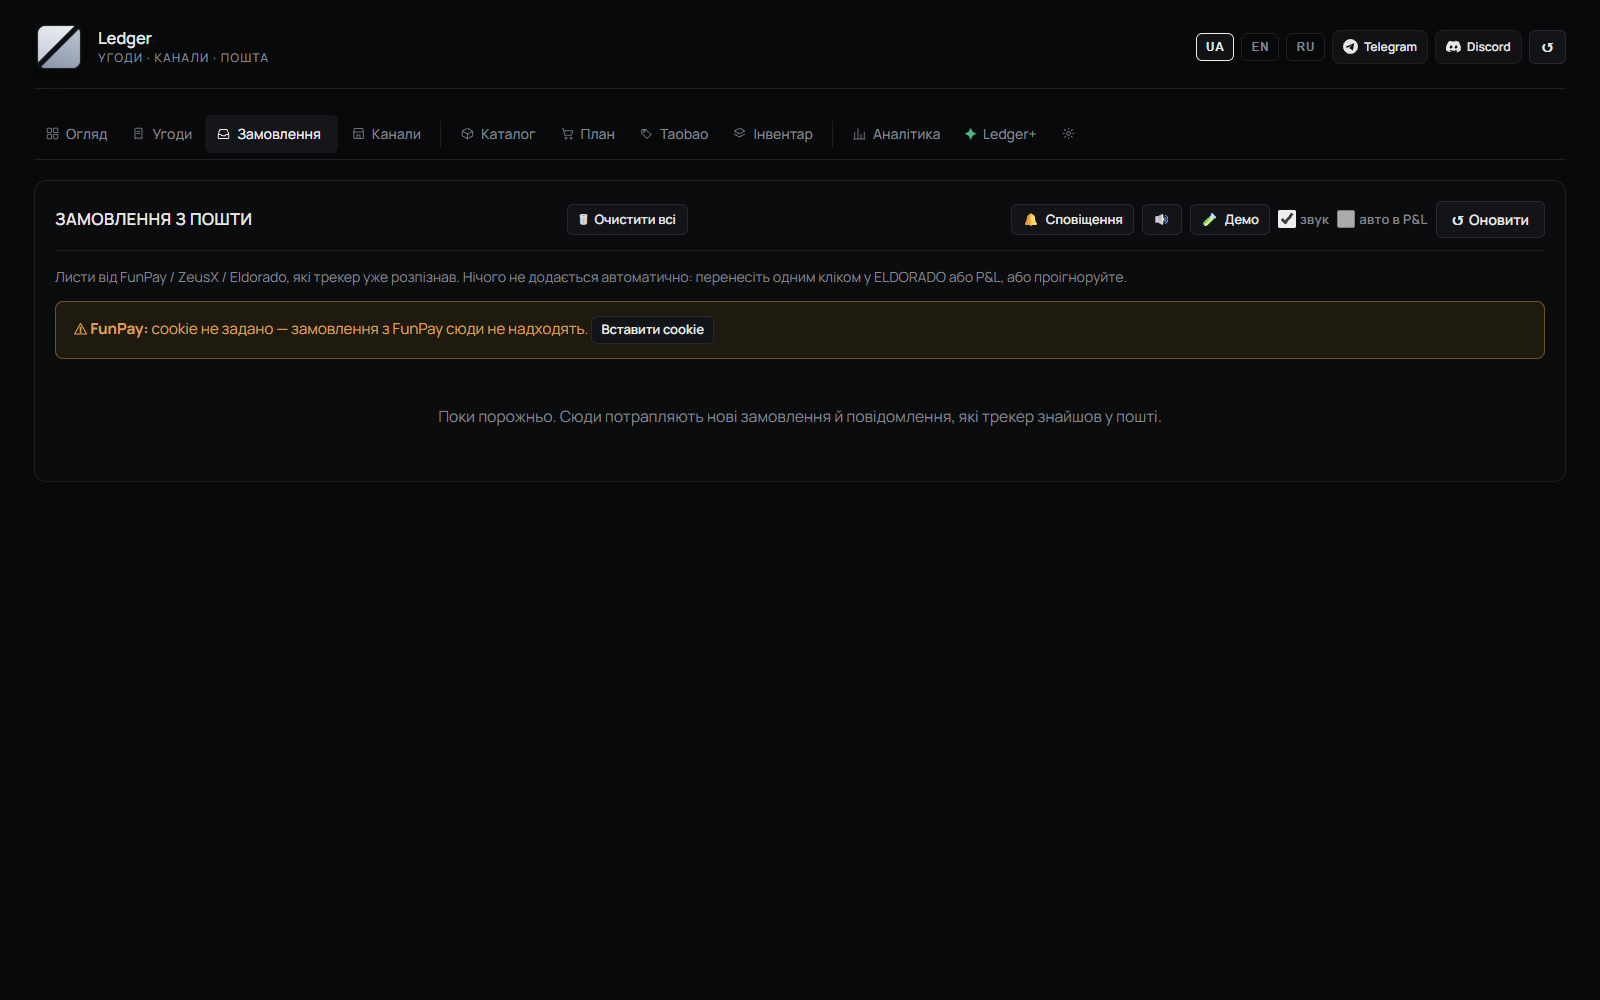 Ledger
УГОДИ · КАНАЛИ · ПОШТА
UA EN RU Telegram Discord
Огляд Угоди Замовлення Канали Каталог План Taobao Інвентар Аналітика Ledger+
ЗАМОВЛЕННЯ З ПОШТИ Очистити всі Сповіщення Демо звук авто в P&L Оновити
Листи від FunPay / ZeusX / Eldorado, які трекер уже розпізнав. Нічого не додається автоматично: перенесіть одним кліком у ELDORADO або P&L, або проігноруйте.
⚠ FunPay: cookie не задано — замовлення з FunPay сюди не надходять. Вставити cookie
Поки порожньо. Сюди потрапляють нові замовлення й повідомлення, які трекер знайшов у пошті.